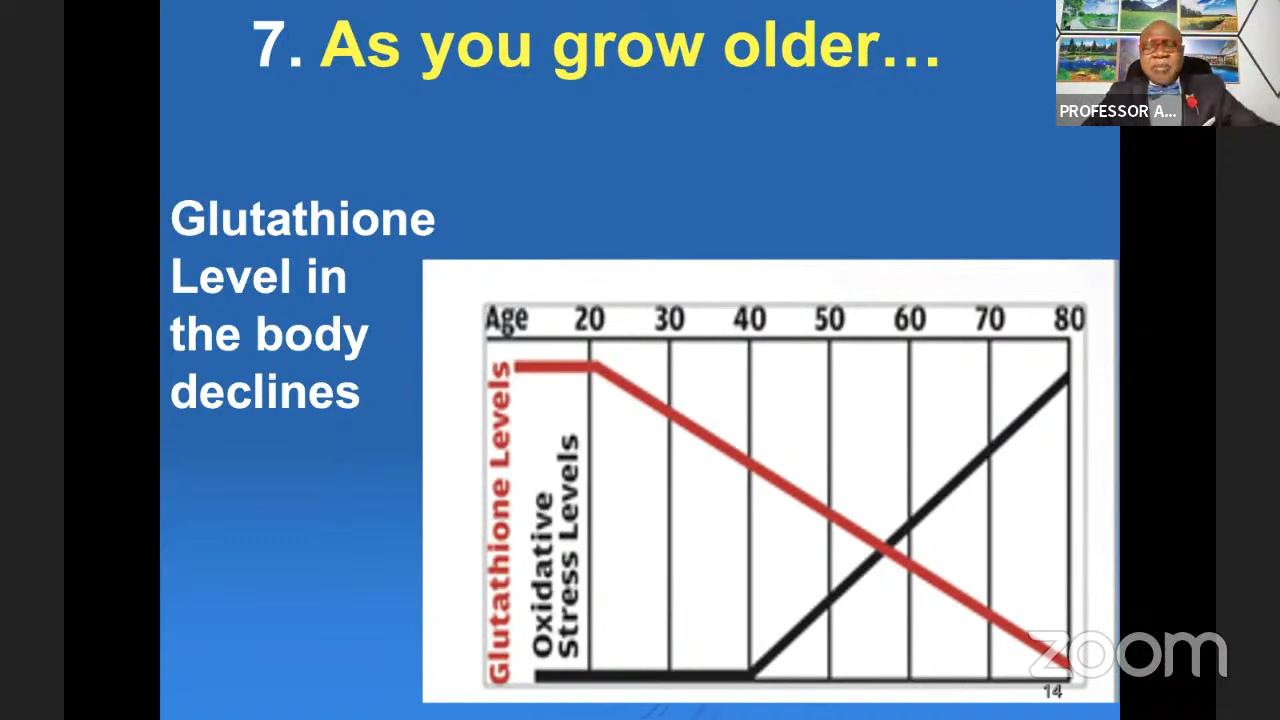 7. As you grow older…
PROFESSOR A...
Glutathione
Level in
the body
declines
Age 20 30 40 50 60 70 80
Glutathione Levels
Oxidative
Stress Levels
zoom
14